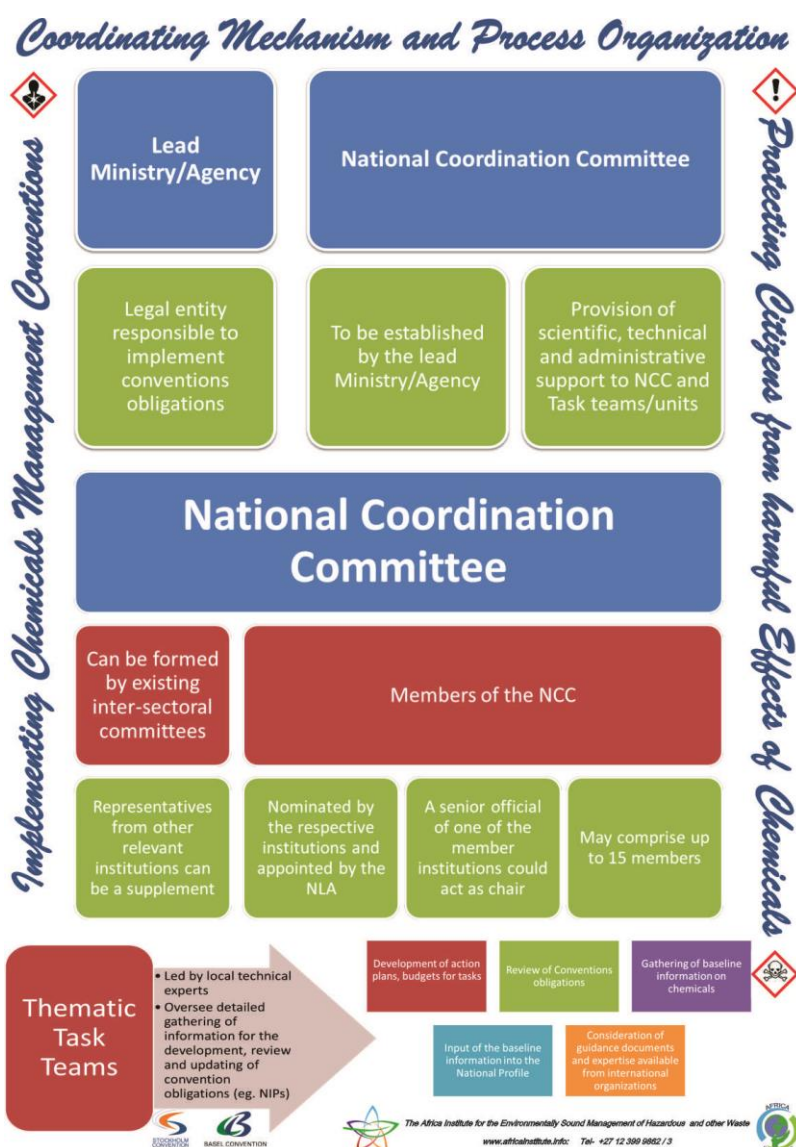 Coordinating Mechanism and Process Organization
Implementing Chemicals Management Conventions
Protecting Citizens from harmful Effects of Chemicals
Lead
Ministry/Agency
National Coordination Committee
Legal entity
responsible to
implement
conventions
obligations
To be established
by the lead
Ministry/Agency
Provision of
scientific, technical
and administrative
support to NCC and
Task teams/units
National Coordination
Committee
Can be formed
by existing
inter-sectoral
committees
Members of the NCC
Representatives
from other
relevant
institutions can
be a supplement
Nominated by
the respective
institutions and
appointed by the
NLA
A senior official
of one of the
member
institutions could
act as chair
May comprise up
to 15 members
Thematic
Task
Teams
• Led by local technical
experts
• Oversee detailed
gathering of
information for the
development, review
and updating of
convention
obligations (eg. NIPs)
Development of action
plans, budgets for tasks
Review of Conventions
obligations
Gathering of baseline
information on
chemicals
Input of the baseline
information into the
National Profile
Consideration of
guidance documents
and expertise available
from international
organizations
STOCKHOLM
CONVENTION
BASEL CONVENTION
The Africa Institute for the Environmentally Sound Management of Hazardous and other Waste
www.africainstitute.info: Tel- +27 12 399 9862 / 3
AFRICA